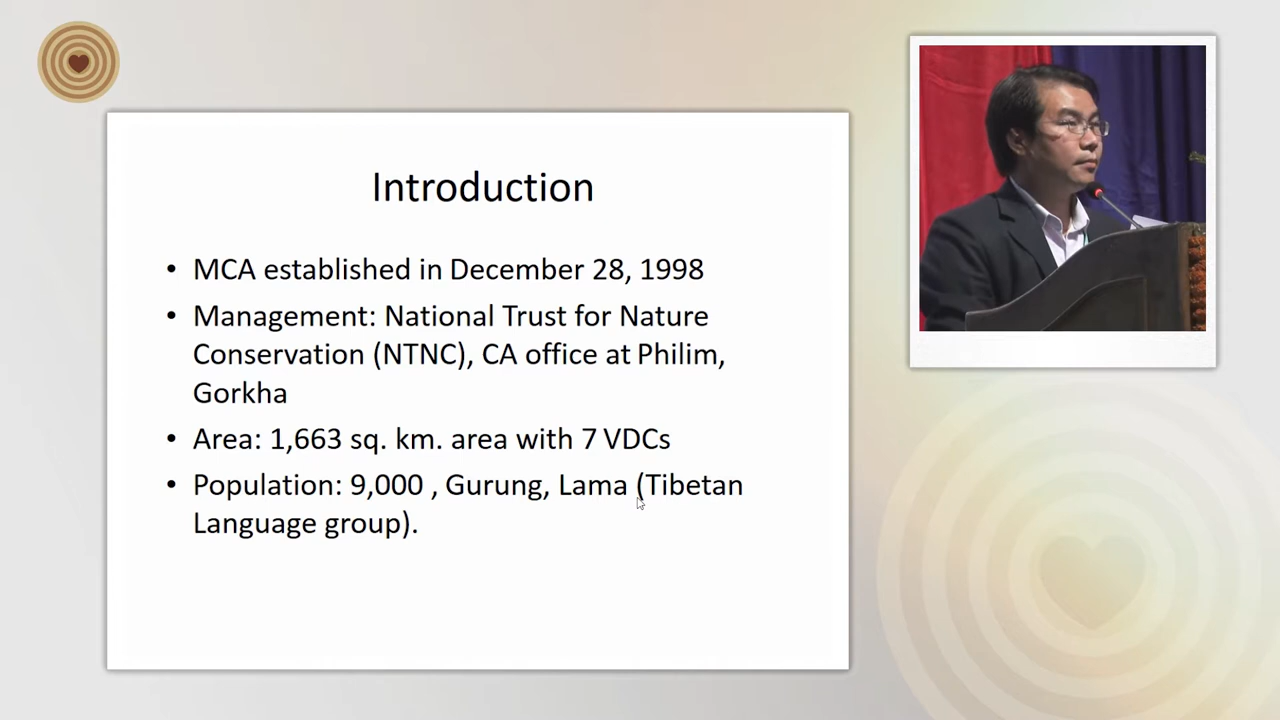 Introduction
• MCA established in December 28, 1998
• Management: National Trust for Nature
Conservation (NTNC), CA office at Philim,
Gorkha
• Area: 1,663 sq. km. area with 7 VDCs
• Population: 9,000 , Gurung, Lama (Tibetan
Language group).